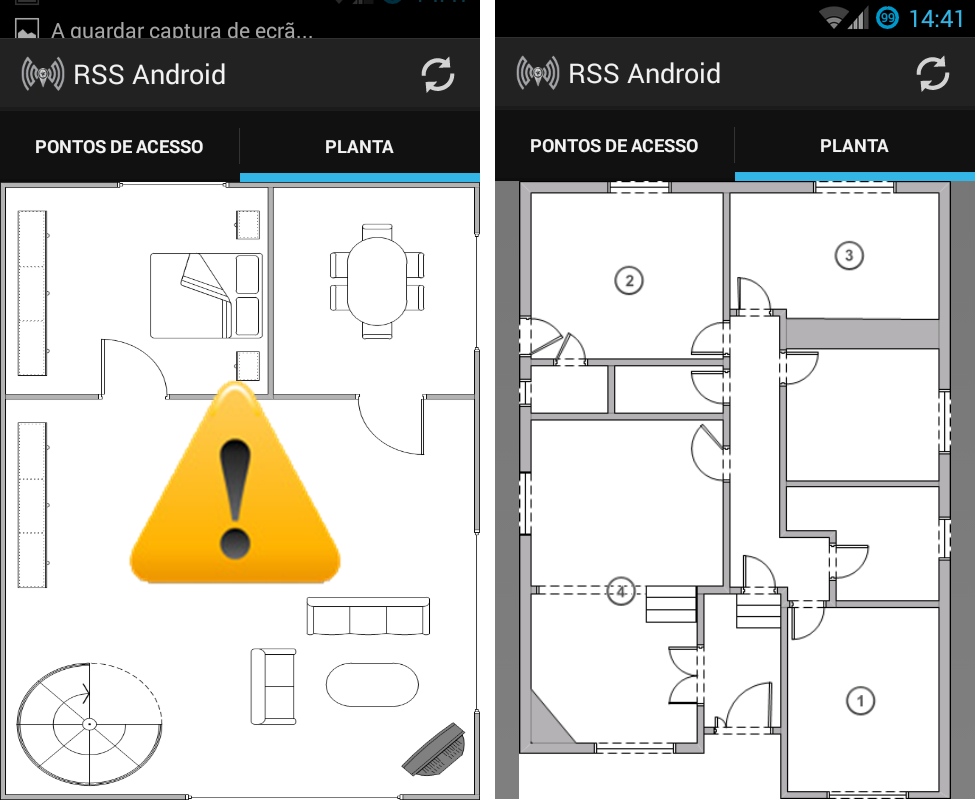 A guardar captura de ecrã...
RSS Android
PONTOS DE ACESSO
PLANTA
!
99
14:41
RSS Android
PONTOS DE ACESSO
PLANTA
2
3
4
1